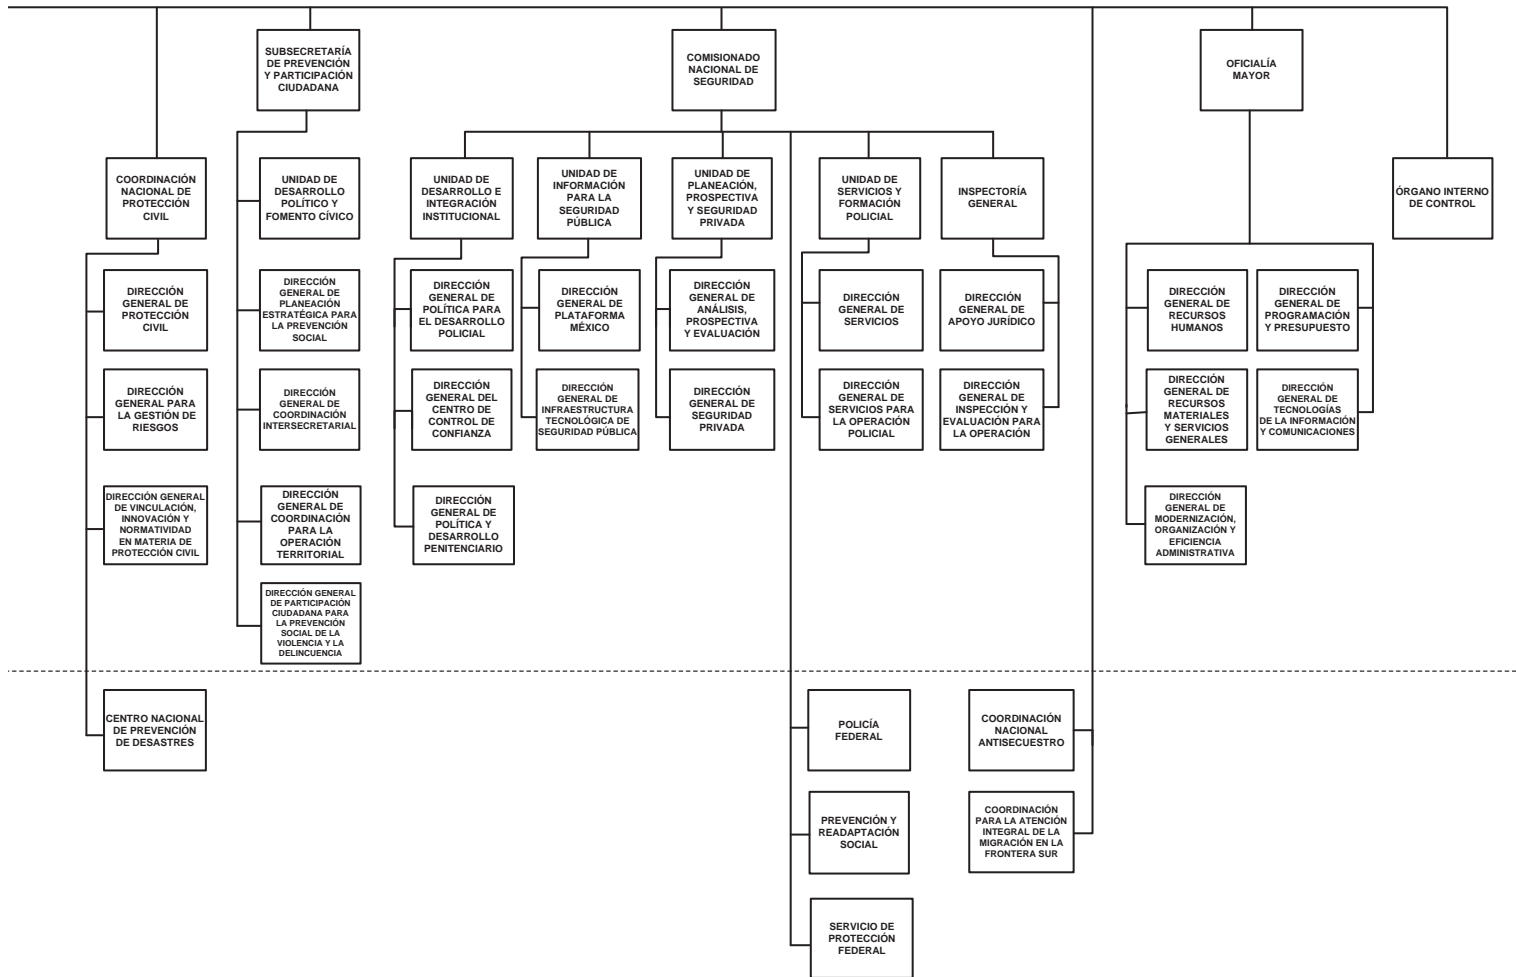 SUBSECRETARÍA
DE PREVENCIÓN
Y PARTICIPACIÓN
CIUDADANA
COMISIONADO
NACIONAL DE
SEGURIDAD
OFICIALÍA
MAYOR
COORDINACIÓN
NACIONAL DE
PROTECCIÓN
CIVIL
UNIDAD DE
DESARROLLO
POLÍTICO Y
FOMENTO CÍVICO
UNIDAD DE
DESARROLLO E
INTEGRACIÓN
INSTITUCIONAL
UNIDAD DE
INFORMACIÓN
PARA LA
SEGURIDAD
PÚBLICA
UNIDAD DE
PLANEACIÓN,
PROSPECTIVA
Y SEGURIDAD
PRIVADA
UNIDAD DE
SERVICIOS Y
FORMACIÓN
POLICIAL
INSPECTORÍA
GENERAL
ÓRGANO INTERNO
DE CONTROL
DIRECCIÓN
GENERAL DE
PROTECCIÓN
CIVIL
DIRECCIÓN
GENERAL DE
PLANEACIÓN
ESTRATÉGICA PARA
LA PREVENCIÓN
SOCIAL
DIRECCIÓN
GENERAL DE
POLÍTICA PARA
EL DESARROLLO
POLICIAL
DIRECCIÓN
GENERAL DE
PLATAFORMA
MÉXICO
DIRECCIÓN
GENERAL DE
ANÁLISIS,
PROSPECTIVA
Y EVALUACIÓN
DIRECCIÓN
GENERAL DE
SERVICIOS
DIRECCIÓN
GENERAL DE
APOYO JURÍDICO
DIRECCIÓN
GENERAL DE
RECURSOS
HUMANOS
DIRECCIÓN
GENERAL DE
PROGRAMACIÓN
Y PRESUPUESTO
DIRECCIÓN
GENERAL PARA
LA GESTIÓN DE
RIESGOS
DIRECCIÓN
GENERAL DE
COORDINACIÓN
INTERSECRETARIAL
DIRECCIÓN
GENERAL DEL
CENTRO DE
CONTROL DE
CONFIANZA
DIRECCIÓN
GENERAL DE
INFRAESTRUCTURA
TECNOLÓGICA DE
SEGURIDAD PÚBLICA
DIRECCIÓN
GENERAL DE
SEGURIDAD
PRIVADA
DIRECCIÓN
GENERAL DE
SERVICIOS PARA
LA OPERACIÓN
POLICIAL
DIRECCIÓN
GENERAL DE
INSPECCIÓN Y
EVALUACIÓN PARA
LA OPERACIÓN
DIRECCIÓN
GENERAL DE
RECURSOS
MATERIALES
Y SERVICIOS
GENERALES
DIRECCIÓN
GENERAL DE
TECNOLOGÍAS
DE LA INFORMACIÓN
Y COMUNICACIONES
DIRECCIÓN GENERAL
DE VINCULACIÓN,
INNOVACIÓN Y
NORMATIVIDAD
EN MATERIA DE
PROTECCIÓN CIVIL
DIRECCIÓN
GENERAL DE
COORDINACIÓN
PARA LA
OPERACIÓN
TERRITORIAL
DIRECCIÓN
GENERAL DE
POLÍTICA Y
DESARROLLO
PENITENCIARIO
DIRECCIÓN
GENERAL DE
MODERNIZACIÓN,
ORGANIZACIÓN Y
EFICIENCIA
ADMINISTRATIVA
DIRECCIÓN GENERAL
DE PARTICIPACIÓN
CIUDADANA PARA
LA PREVENCIÓN
SOCIAL DE LA
VIOLENCIA Y LA
DELINCUENCIA
CENTRO NACIONAL
DE PREVENCIÓN
DE DESASTRES
POLICÍA
FEDERAL
COORDINACIÓN
NACIONAL
ANTISECUESTRO
PREVENCIÓN Y
READAPTACIÓN
SOCIAL
COORDINACIÓN
PARA LA ATENCIÓN
INTEGRAL DE LA
MIGRACIÓN EN LA
FRONTERA SUR
SERVICIO DE
PROTECCIÓN
FEDERAL